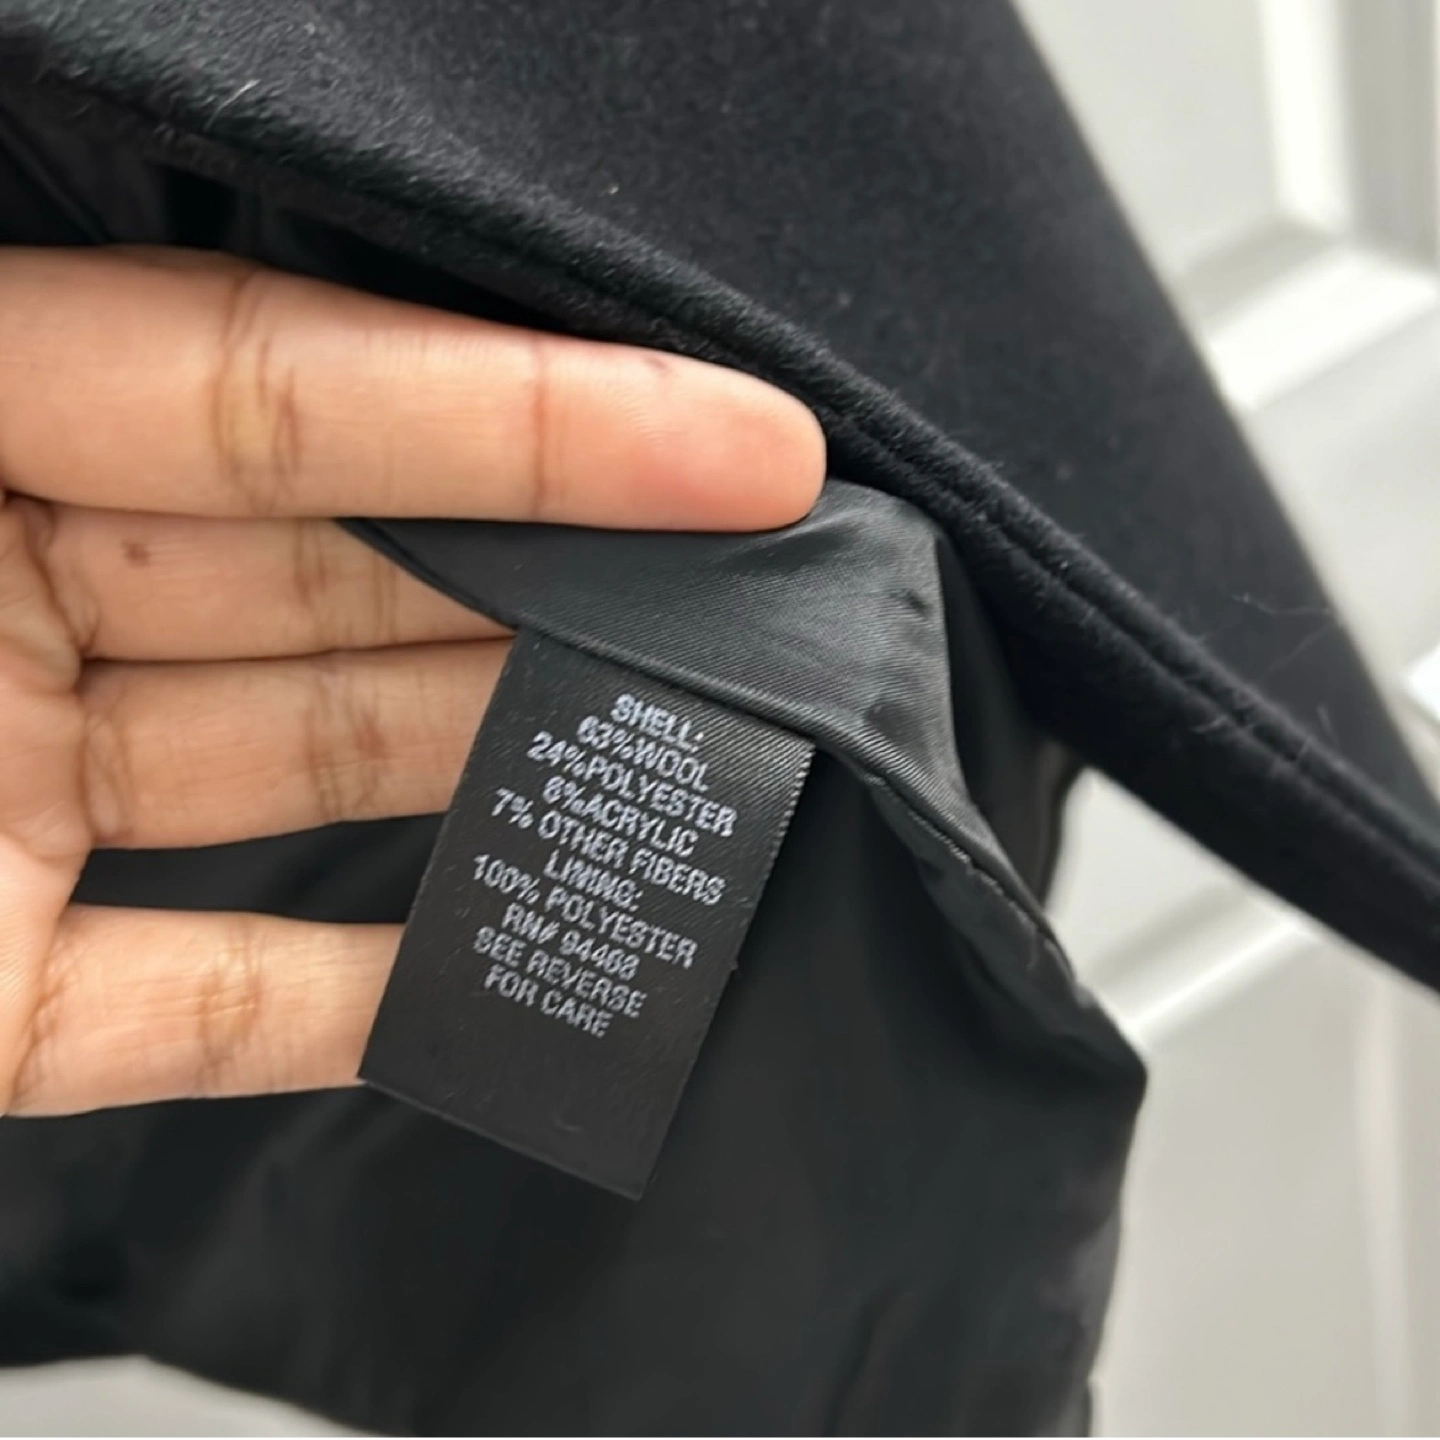 SHELL:
63%WOOL
24%POLYESTER
6%ACRYLIC
7% OTHER FIBERS
LINING:
100% POLYESTER
RN# 94468
SEE REVERSE
FOR CARE